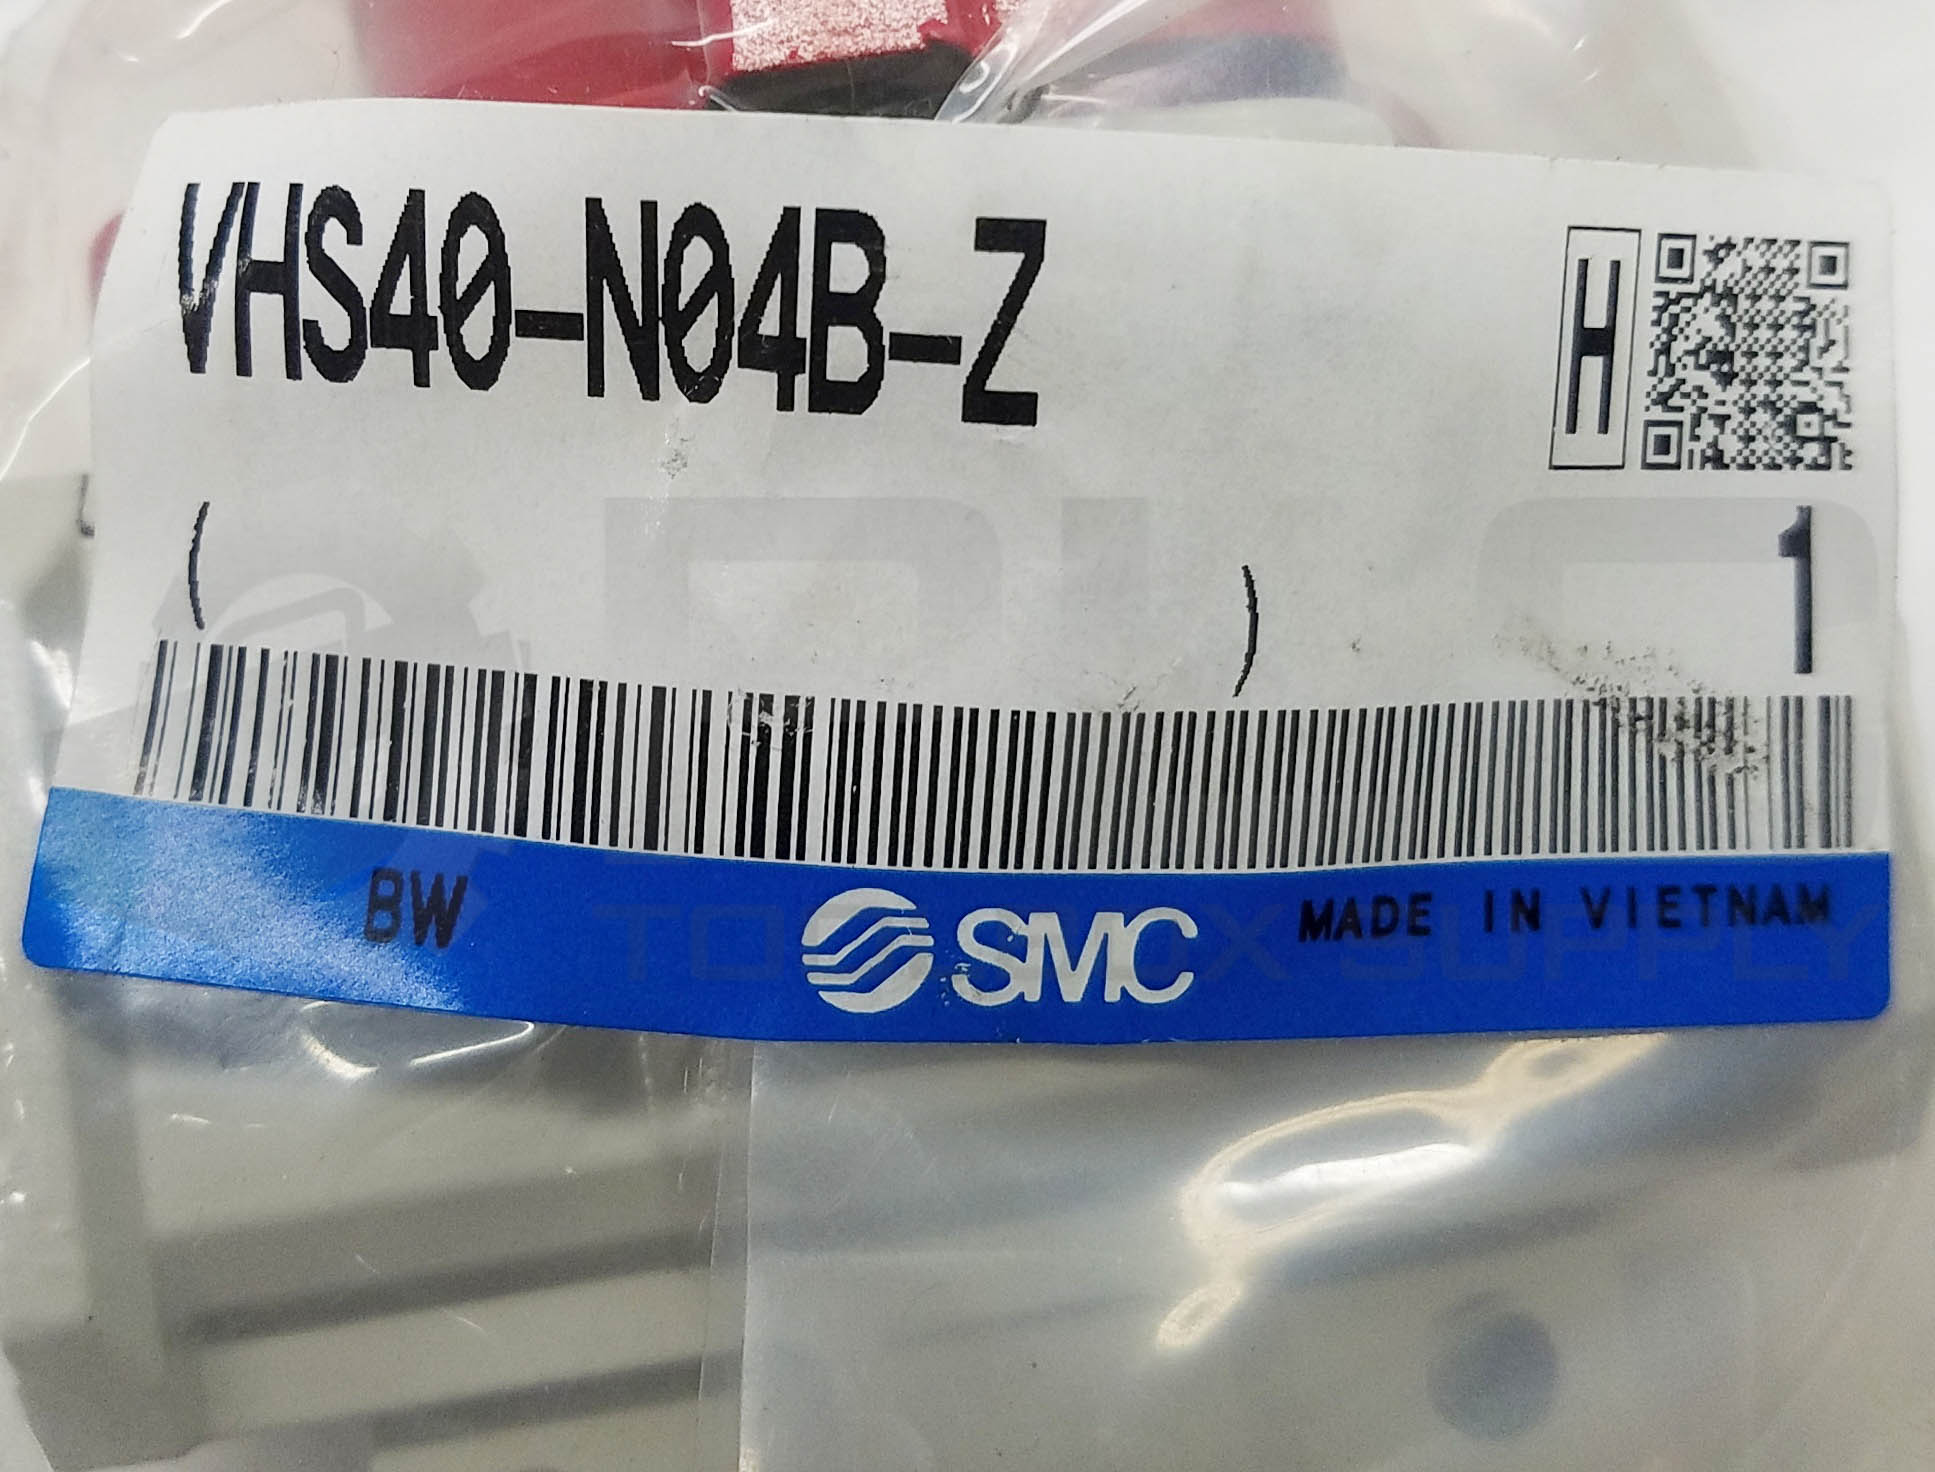 VHS40-N04B-Z
H
( ) 1
BW SMC MADE IN VIETNAM